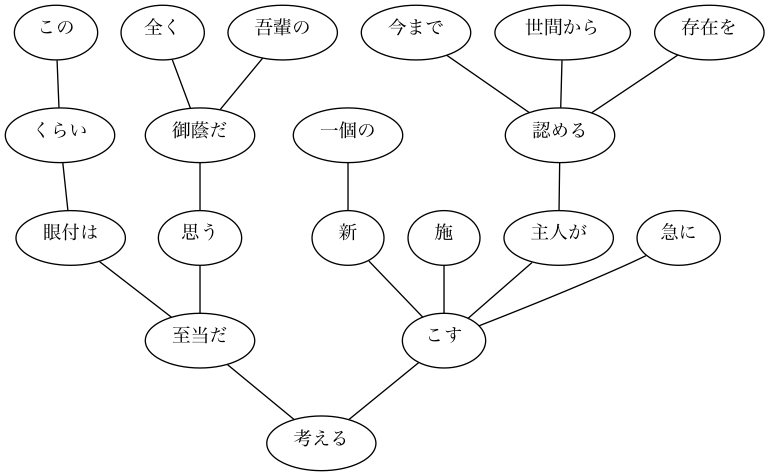 この
全く
吾輩の
今まで
世間から
存在を
くらい
御蔭だ
一個の
認める
眼付は
思う
新
施
主人が
急に
至当だ
こす
考える